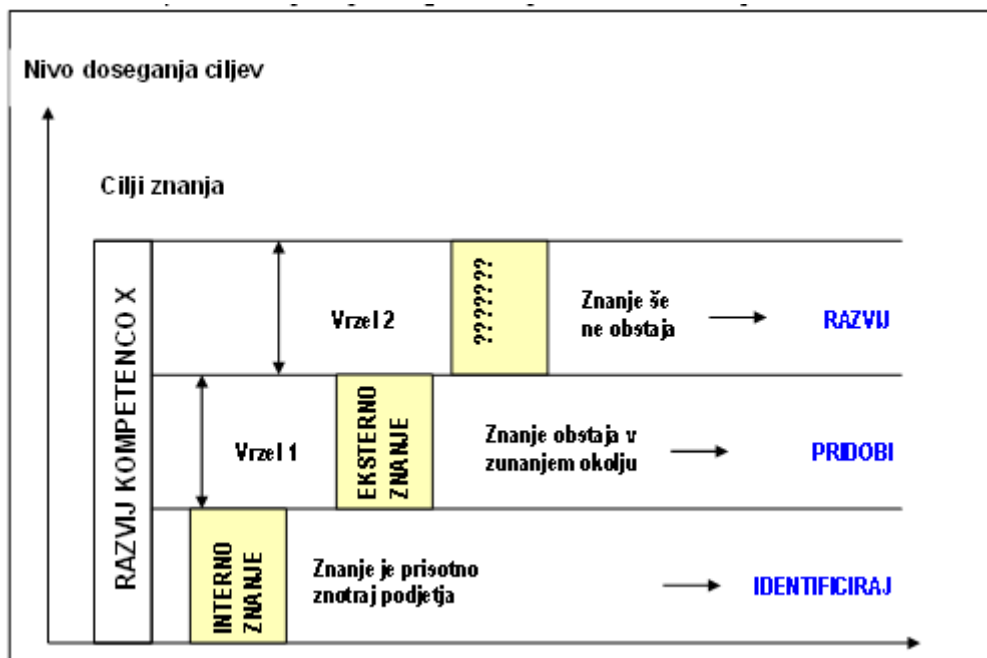 Nivo doseganja ciljev
Cilji znanja
RAZVIJ KOMPETENCO X
Vrzel 2
???????
Znanje še
ne obstaja
RAZVIJ
Vrzel 1
EKSTERNO
ZNANJE
Znanje obstaja v
zunanjem okolju
PRIDOBI
INTERNO
ZNANJE
Znanje je prisotno
znotraj podjetja
IDENTIFICIRAJ